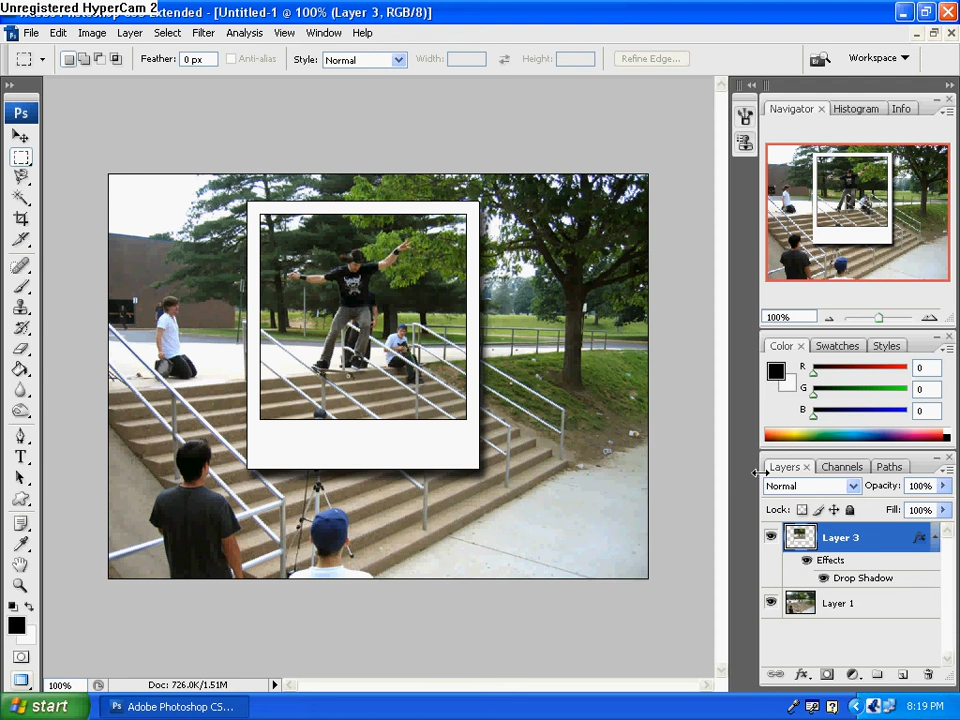 Unregistered HyperCam 2
Extended - [Untitled-1 @ 100% (Layer 3, RGB/8)]
File Edit Image Layer Select Filter Analysis View Window Help
Feather: 0 px Anti-alias Style: Normal Width: Height: Refine Edge... Workspace
Ps
Navigator Histogram Info
100%
Color Swatches Styles
R 0
G 0
B 0
Layers Channels Paths
Normal Opacity: 100%
Lock: Fill: 100%
Layer 3 fx
Effects
Drop Shadow
Layer 1
T
100% Doc: 726.0K/1.51M
start Ps Adobe Photoshop CS... 8:19 PM